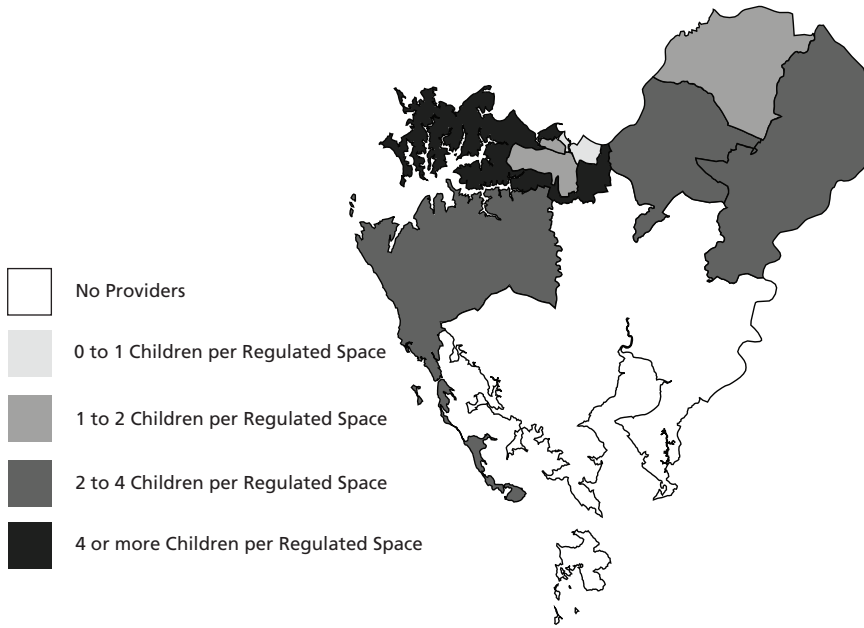 No Providers
0 to 1 Children per Regulated Space
1 to 2 Children per Regulated Space
2 to 4 Children per Regulated Space
4 or more Children per Regulated Space